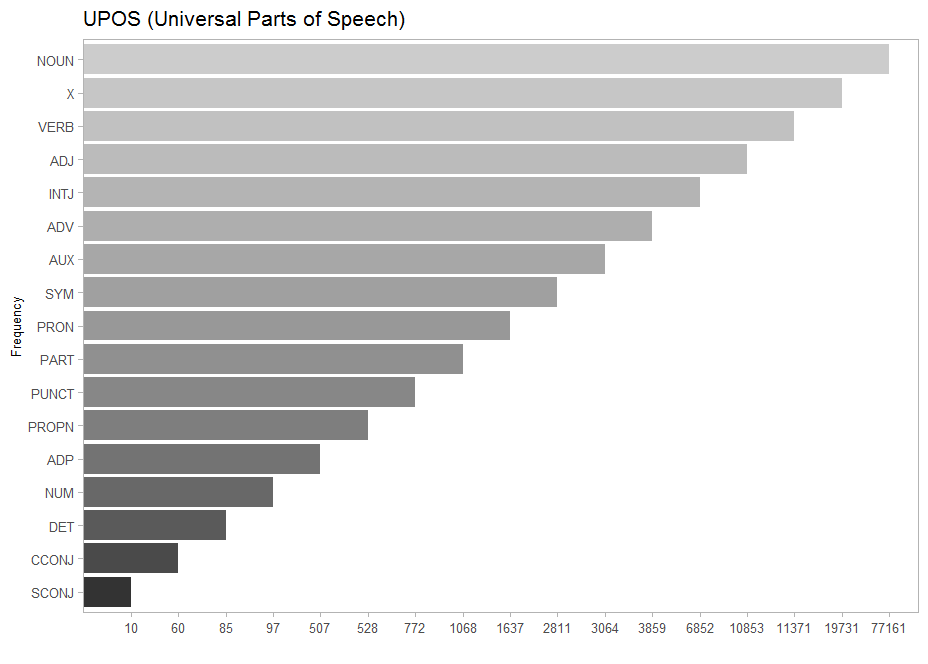 UPOS (Universal Parts of Speech)
NOUN
X
VERB
ADJ
INTJ
ADV
AUX
SYM
PRON
PART
PUNCT
PROPN
ADP
NUM
DET
CCONJ
SCONJ
Frequency
10 60 85 97 507 528 772 1068 1637 2811 3064 3859 6852 10853 11371 19731 77161